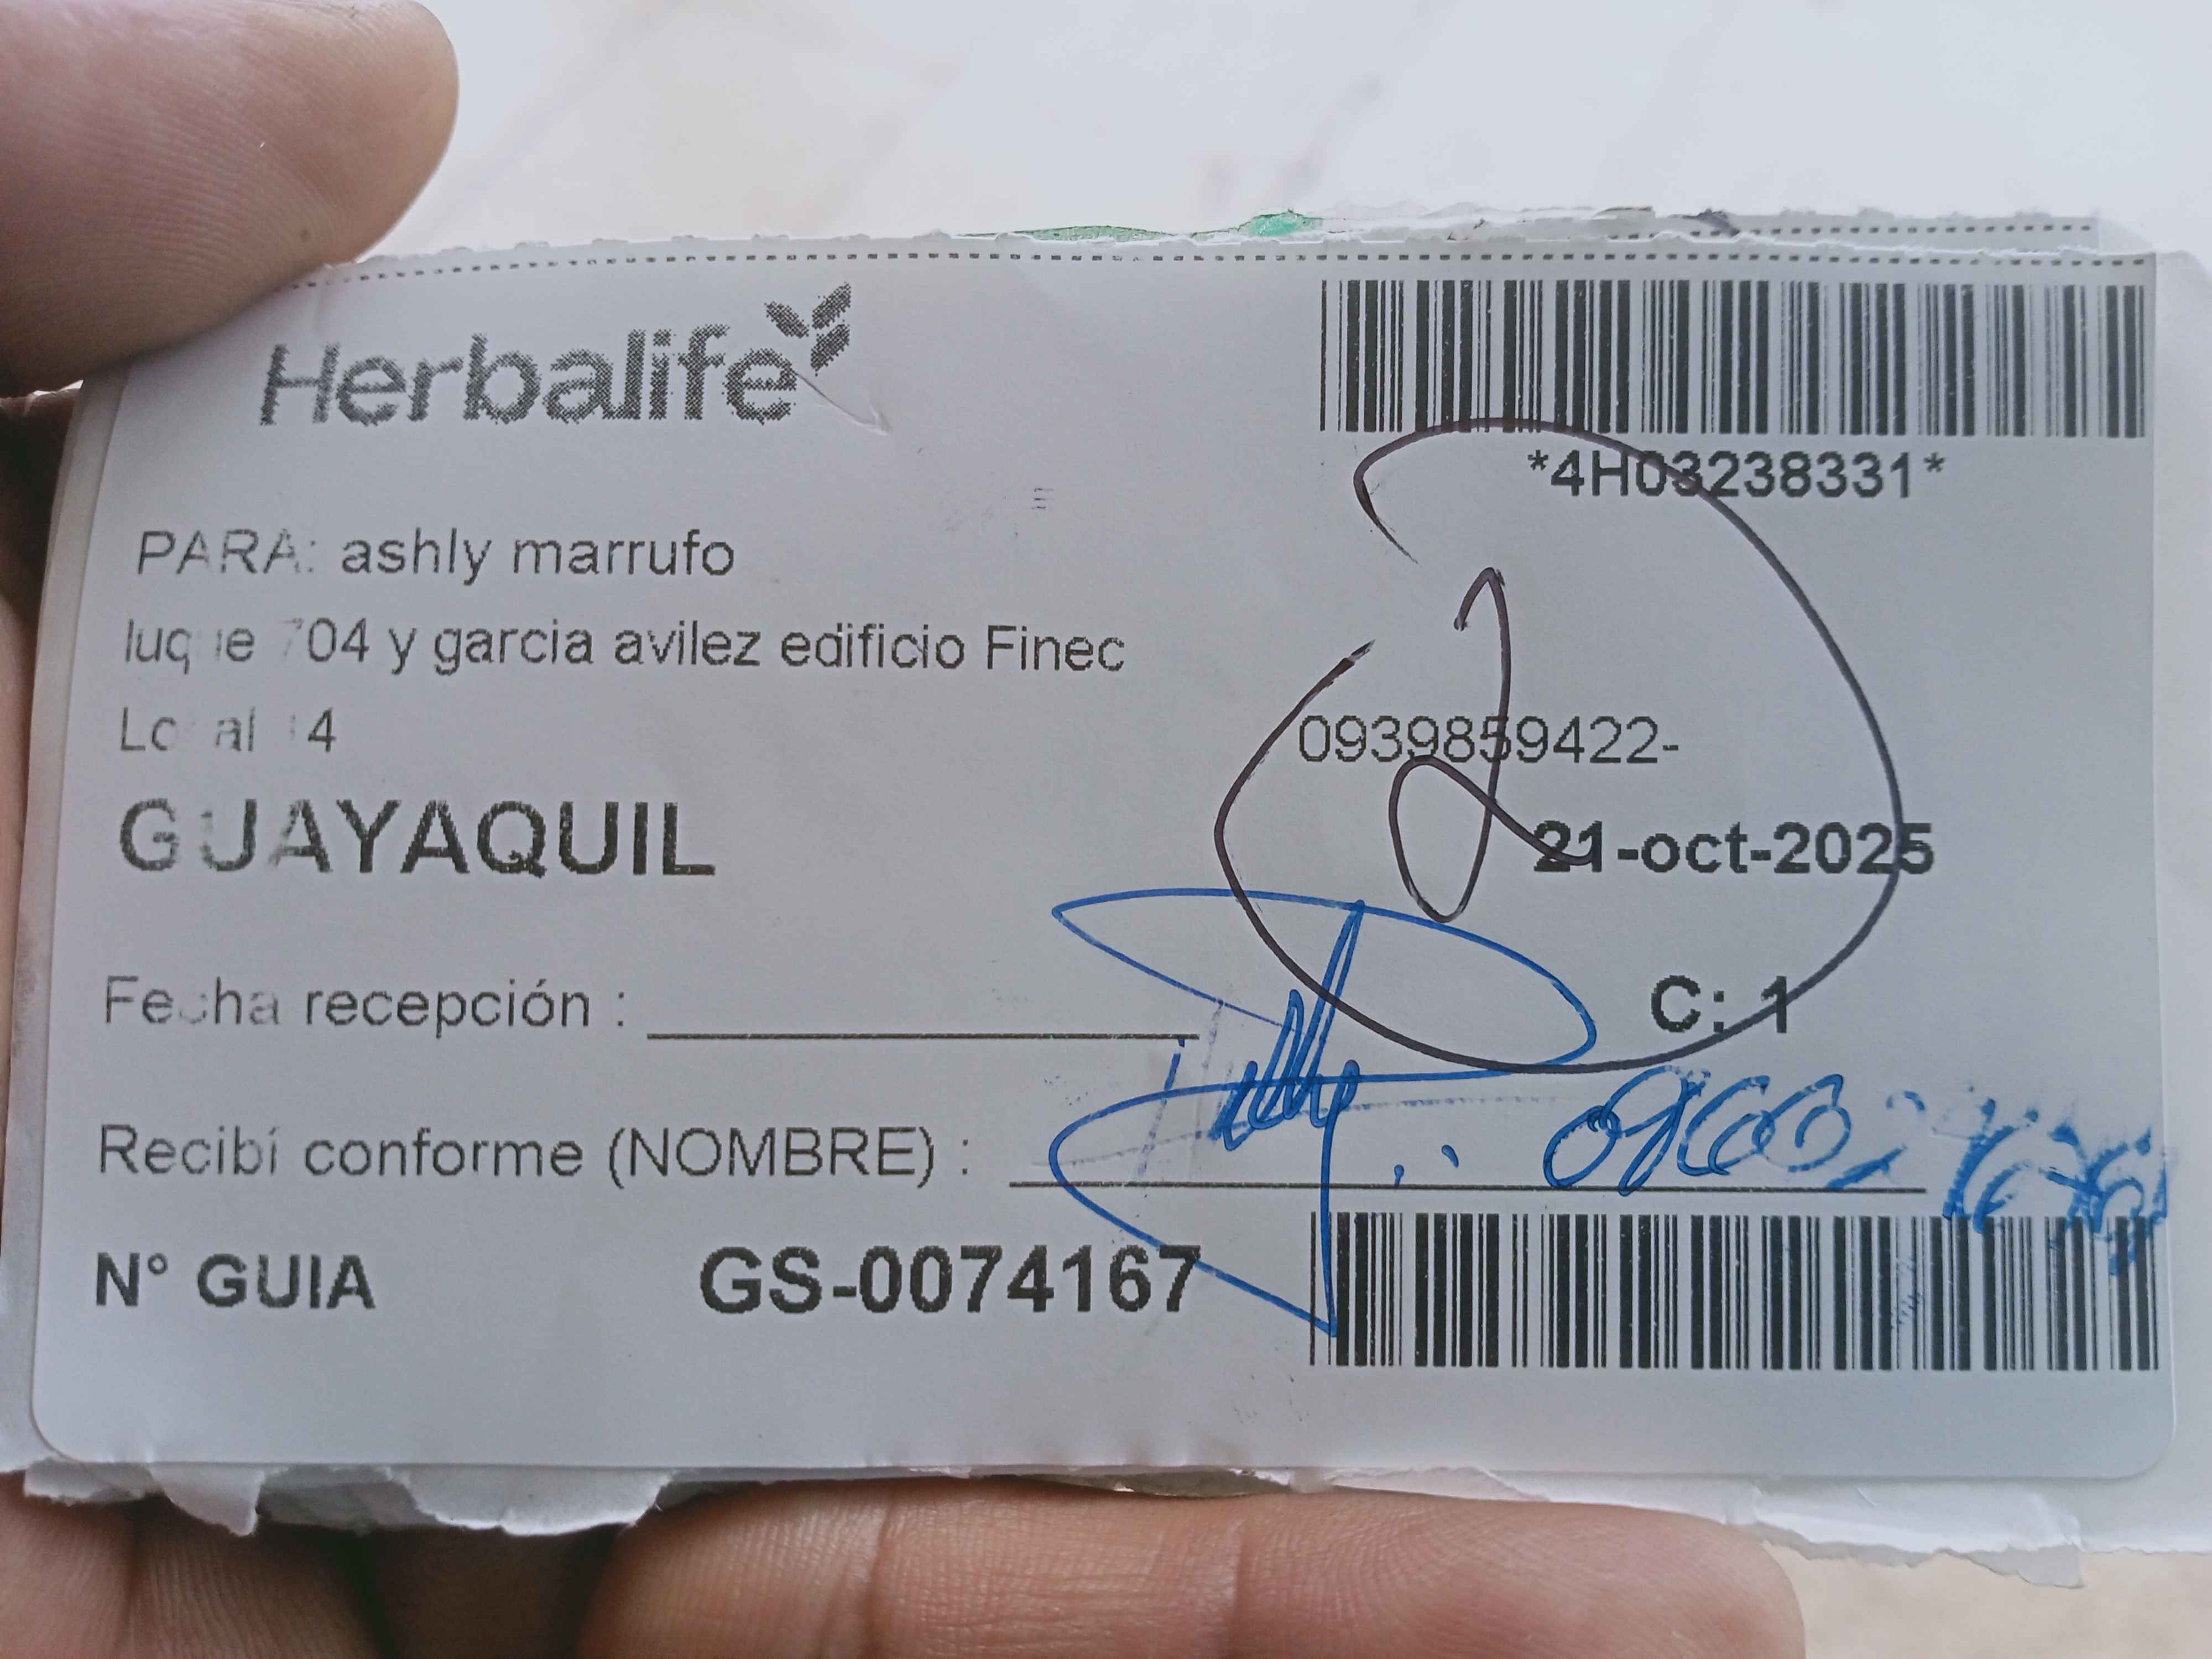 Herbalife
*4H03238331*
PARA: ashly marrufo
luque 704 y garcia avilez edificio Finec
Local 14
0939859422-
GUAYAQUIL
21-oct-2025
Fecha recepción :
C: 1
Recibí conforme (NOMBRE) :
N° GUIA GS-0074167